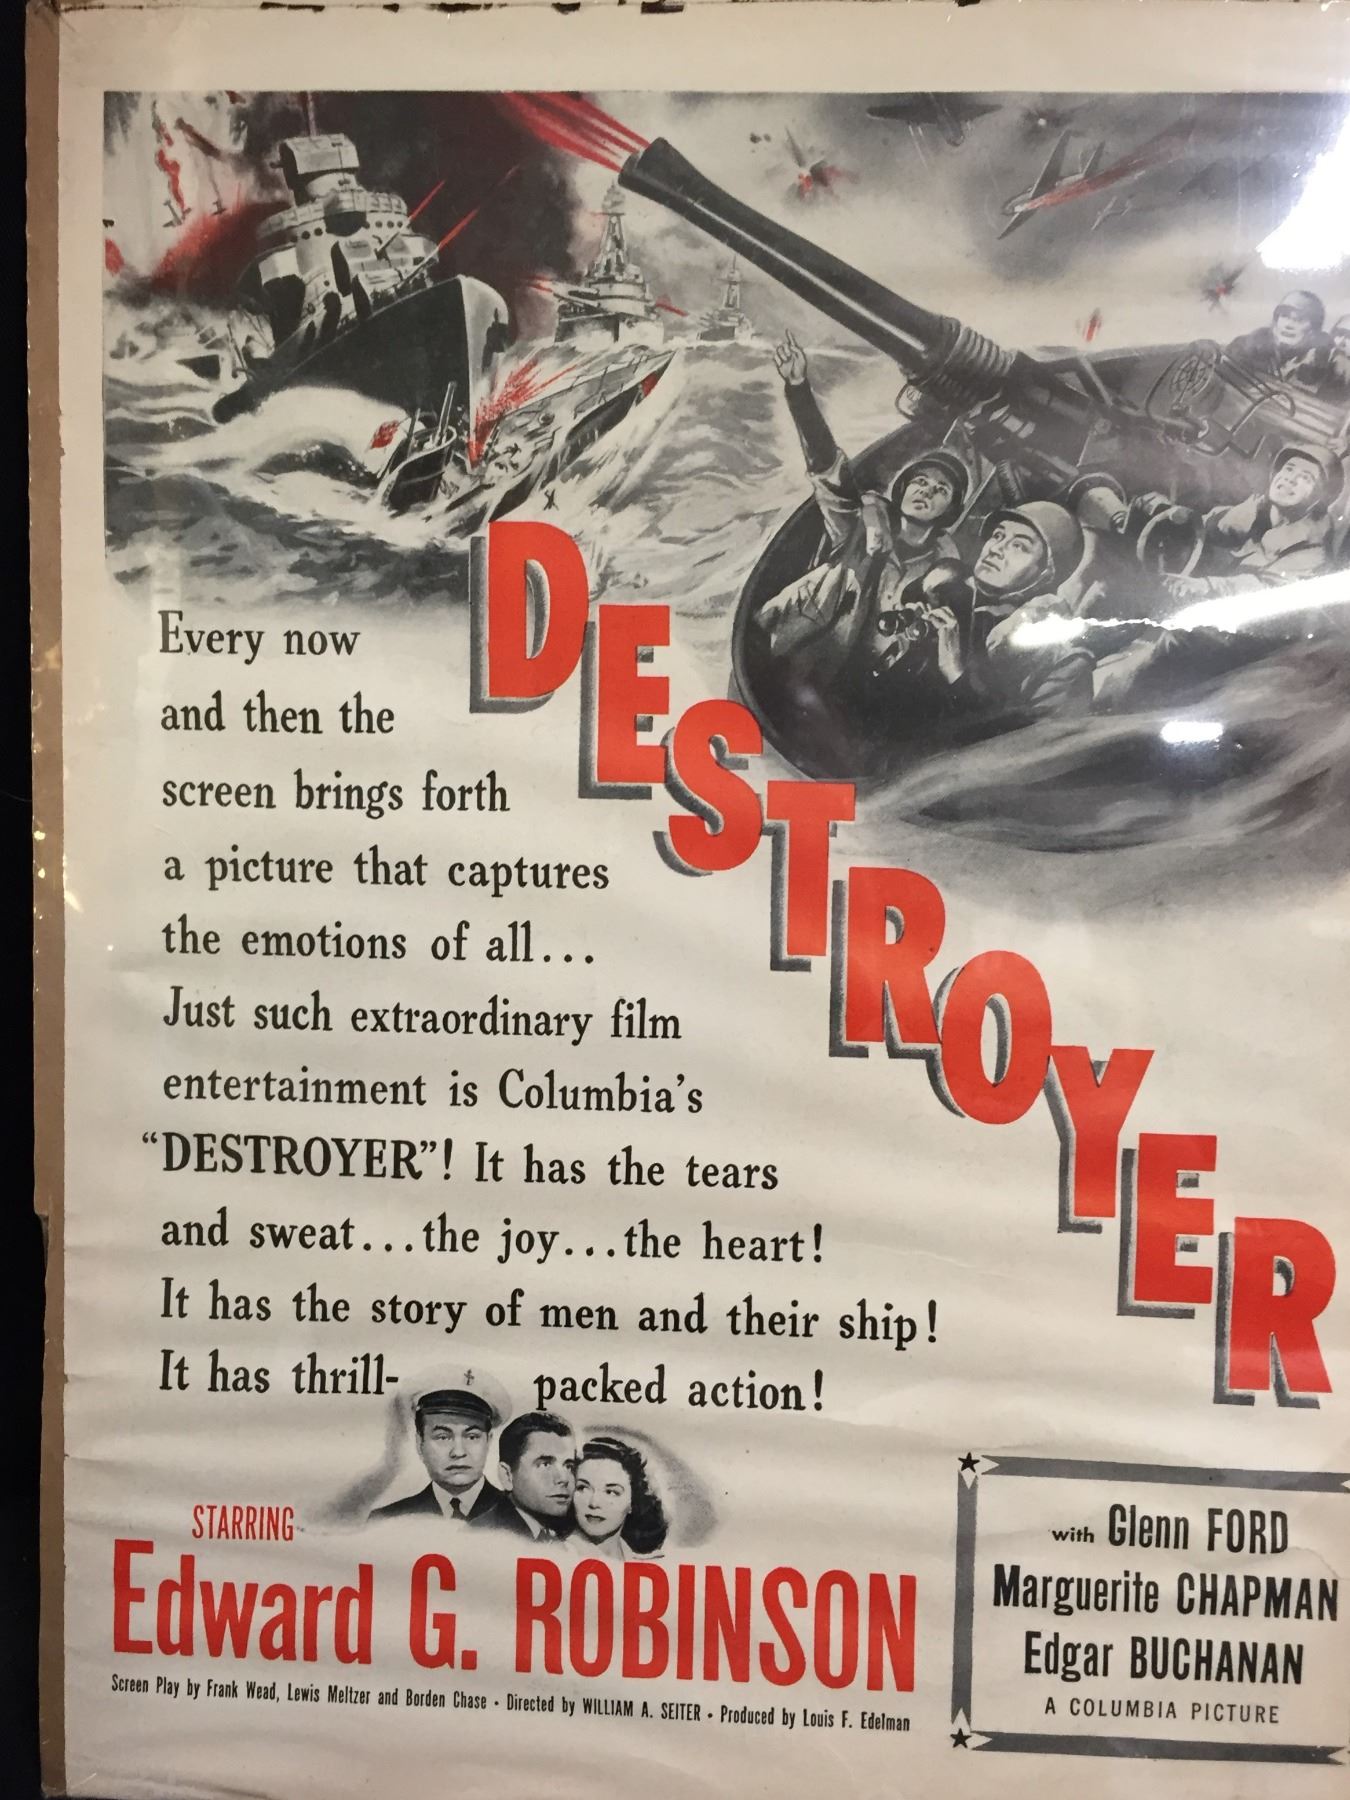 DESTROYER
Every now
and then the
screen brings forth
a picture that captures
the emotions of all...
Just such extraordinary film
entertainment is Columbia's
"DESTROYER"! It has the tears
and sweat...the joy...the heart!
It has the story of men and their ship!
It has thrill- packed action!
STARRING
Edward G. ROBINSON
Screen Play by Frank Wead, Lewis Meltzer and Borden Chase • Directed by WILLIAM A. SEITER • Produced by Louis F. Edelman
with Glenn FORD
Marguerite CHAPMAN
Edgar BUCHANAN
A COLUMBIA PICTURE